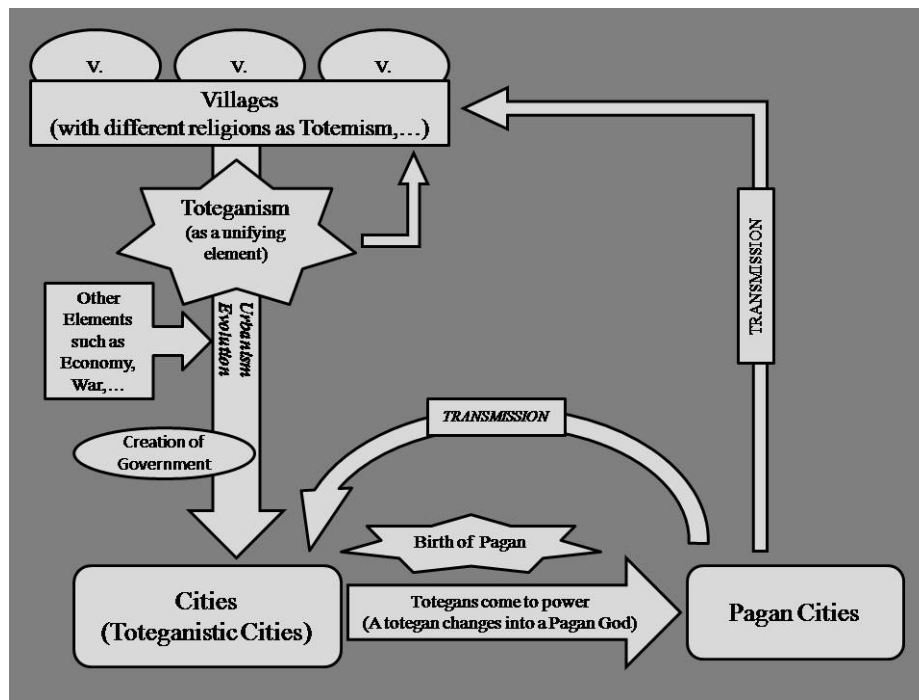 V.
V.
V.
Villages
(with different religions as Totemism,…)
Toteganism
(as a unifying
element)
Other
Elements
such as
Economy,
War,…
Urbanism
Evolution
TRANSMISSION
Creation of
Government
TRANSMISSION
Birth of Pagan
Cities
(Toteganistic Cities)
Totegans come to power
(A totegan changes into a Pagan God)
Pagan Cities